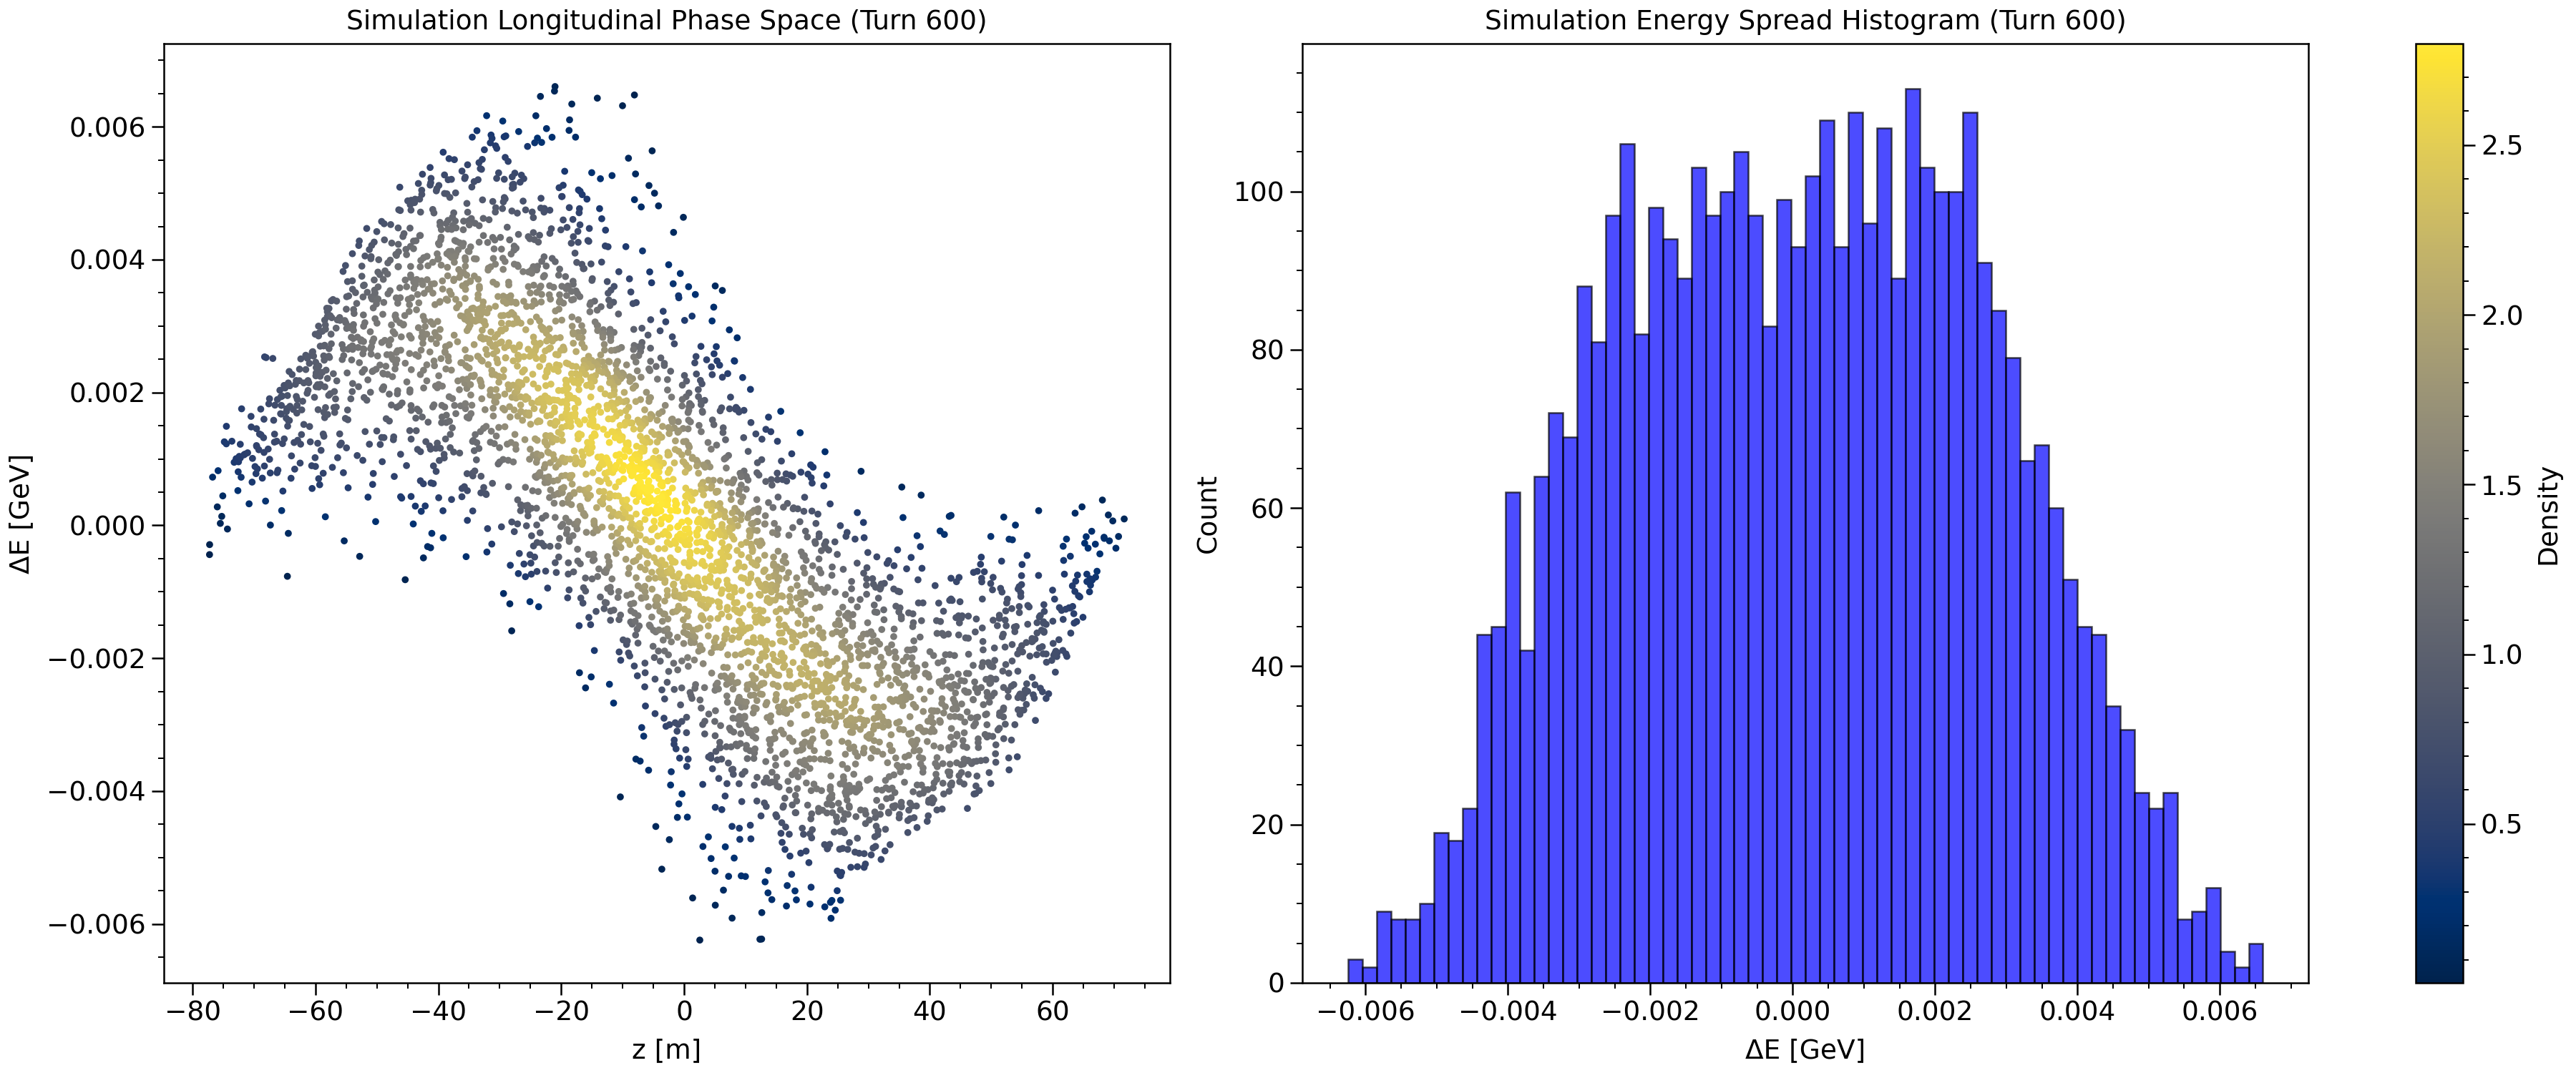 Simulation Longitudinal Phase Space (Turn 600)
ΔE [GeV]
0.006
0.004
0.002
0.000
−0.002
−0.004
−0.006
−80 −60 −40 −20 0 20 40 60
z [m]
Simulation Energy Spread Histogram (Turn 600)
Count
100
80
60
40
20
0
−0.006 −0.004 −0.002 0.000 0.002 0.004 0.006
ΔE [GeV]
2.5
2.0
1.5
1.0
0.5
Density